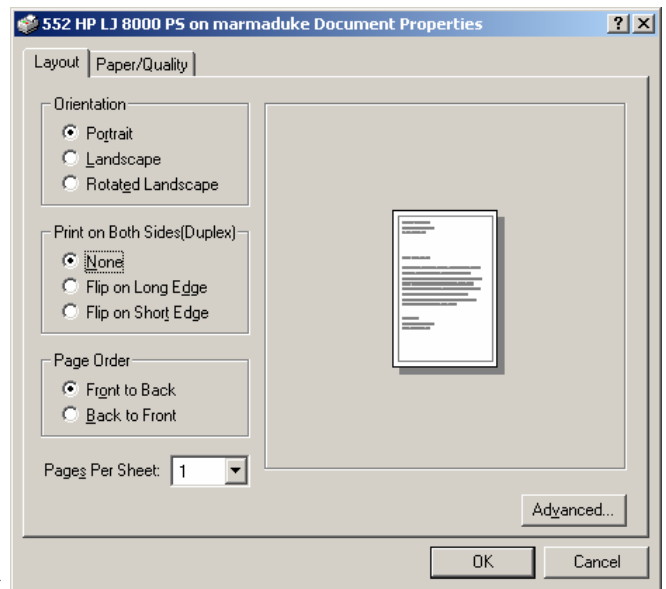 552 HP LJ 8000 PS on marmaduke Document Properties
Layout
Paper/Quality
Orientation
Portrait
Landscape
Rotated Landscape
Print on Both Sides(Duplex)
None
Flip on Long Edge
Flip on Short Edge
Page Order
Front to Back
Back to Front
Pages Per Sheet: 1
Advanced...
OK
Cancel